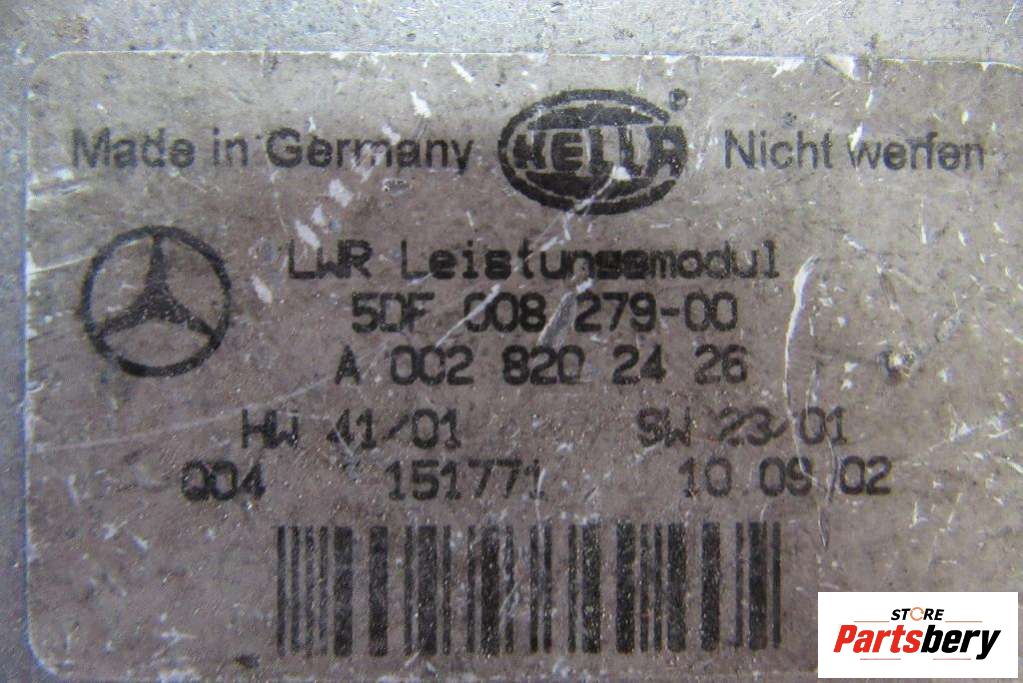 Made in Germany HELLA ® Nicht werfen
LWR Leistungsmodul
5DF 008 279-00
A 002 820 24 26
HW 41/01 SW 23/01
Q04 151771 10.09.02
STORE
Partsbery